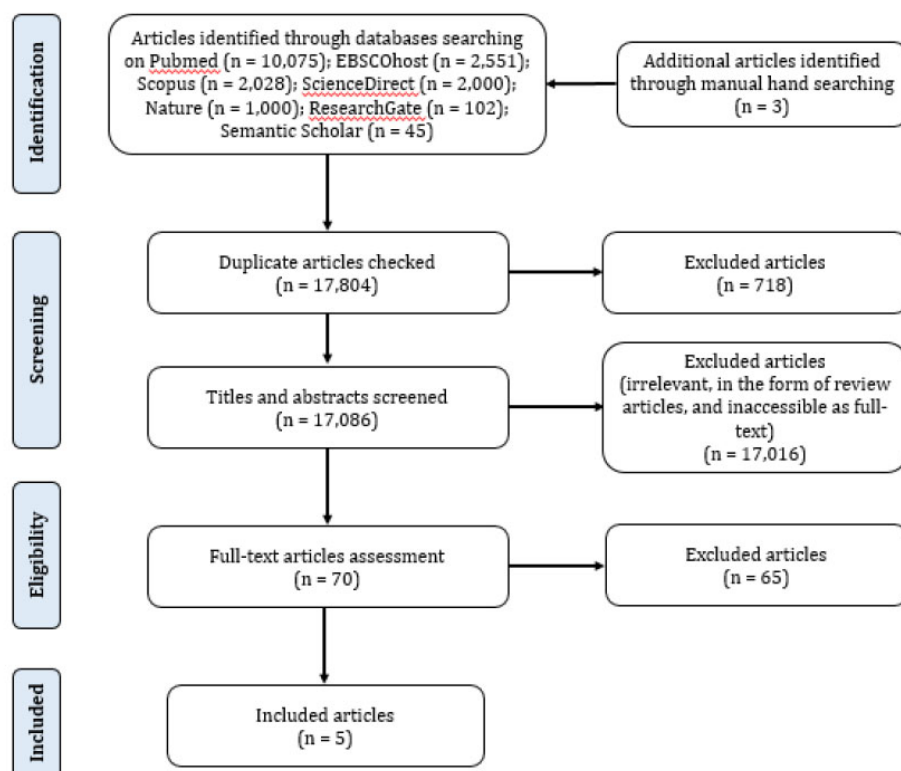 Identification
Articles identified through databases searching
on Pubmed (n = 10,075); EBSCOhost (n = 2,551);
Scopus (n = 2,028); ScienceDirect (n = 2,000);
Nature (n = 1,000); ResearchGate (n = 102);
Semantic Scholar (n = 45)
Additional articles identified
through manual hand searching
(n = 3)
Screening
Duplicate articles checked
(n = 17,804)
Excluded articles
(n = 718)
Titles and abstracts screened
(n = 17,086)
Excluded articles
(irrelevant, in the form of review
articles, and inaccessible as full-
text)
(n = 17,016)
Eligibility
Full-text articles assessment
(n = 70)
Excluded articles
(n = 65)
Included
Included articles
(n = 5)